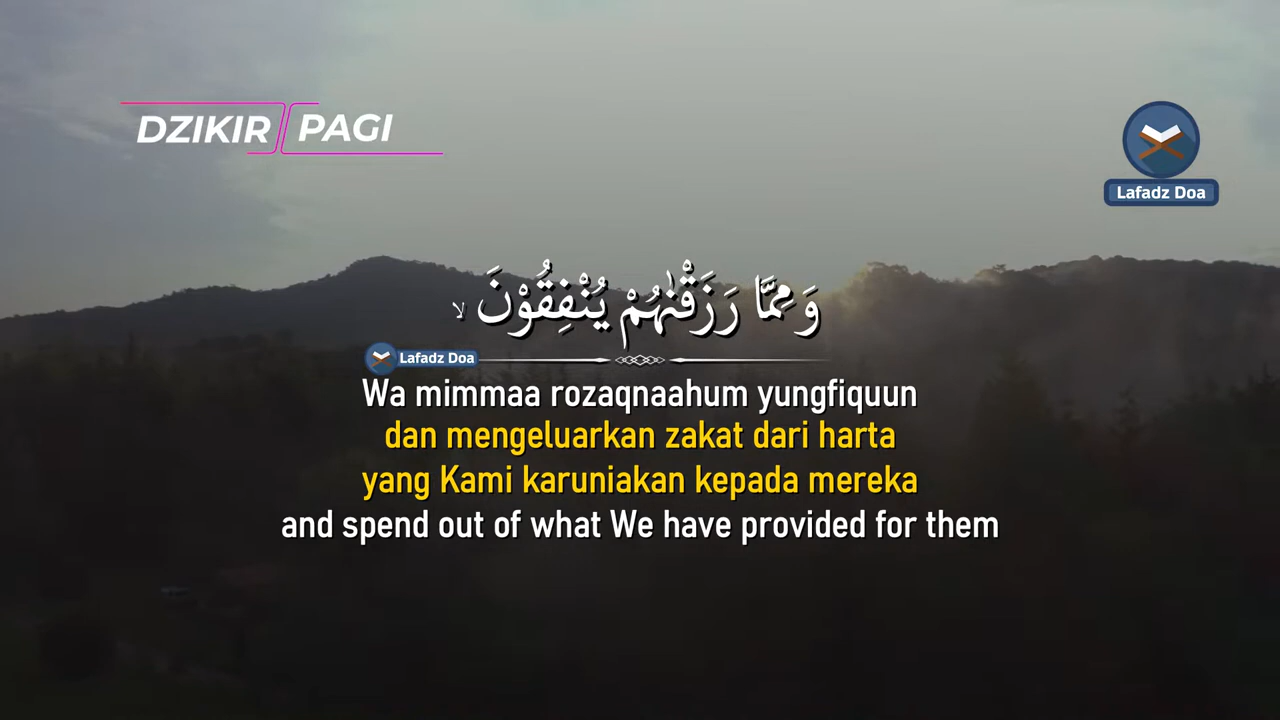 DZIKIR PAGI
Lafadz Doa
وَمِمَّا رَزَقْنٰهُمْ يُنْفِقُوْنَ ۙ
Lafadz Doa
Wa mimmaa rozaqnaahum yungfiquun
dan mengeluarkan zakat dari harta
yang Kami karuniakan kepada mereka
and spend out of what We have provided for them